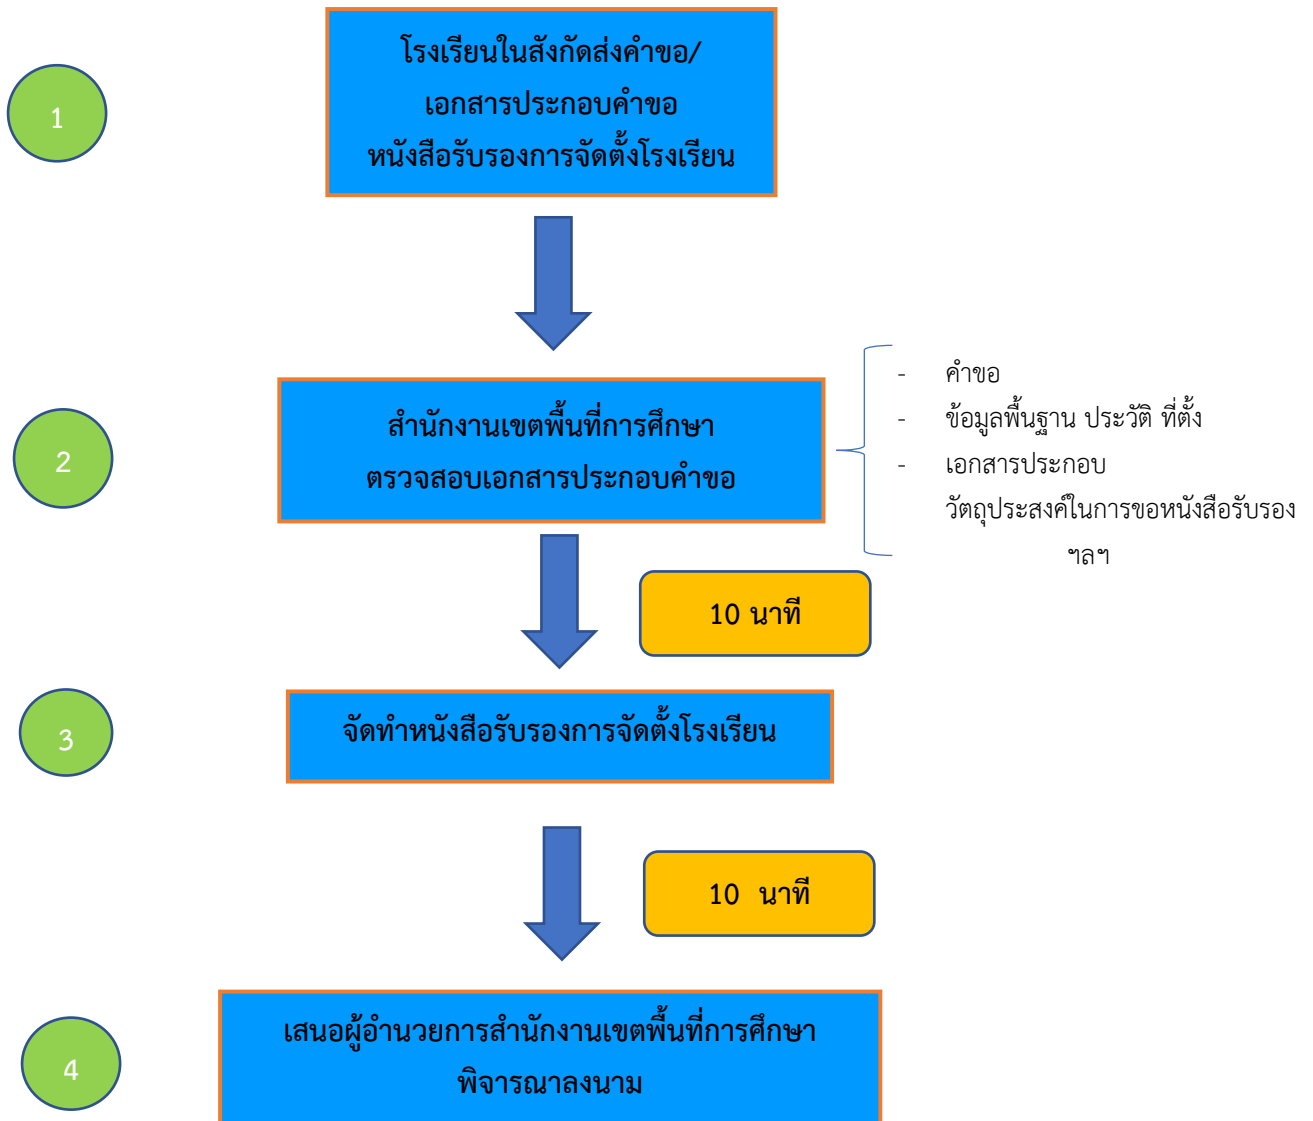 1
โรงเรียนในสังกัดส่งคำขอ/
เอกสารประกอบคำขอ
หนังสือรับรองการจัดตั้งโรงเรียน
2
สำนักงานเขตพื้นที่การศึกษา
ตรวจสอบเอกสารประกอบคำขอ
- คำขอ
- ข้อมูลพื้นฐาน ประวัติ ที่ตั้ง
- เอกสารประกอบ
วัตถุประสงค์ในการขอหนังสือรับรอง
ฯลฯ
10 นาที
3
จัดทำหนังสือรับรองการจัดตั้งโรงเรียน
10 นาที
4
เสนอผู้อำนวยการสำนักงานเขตพื้นที่การศึกษา
พิจารณาลงนาม